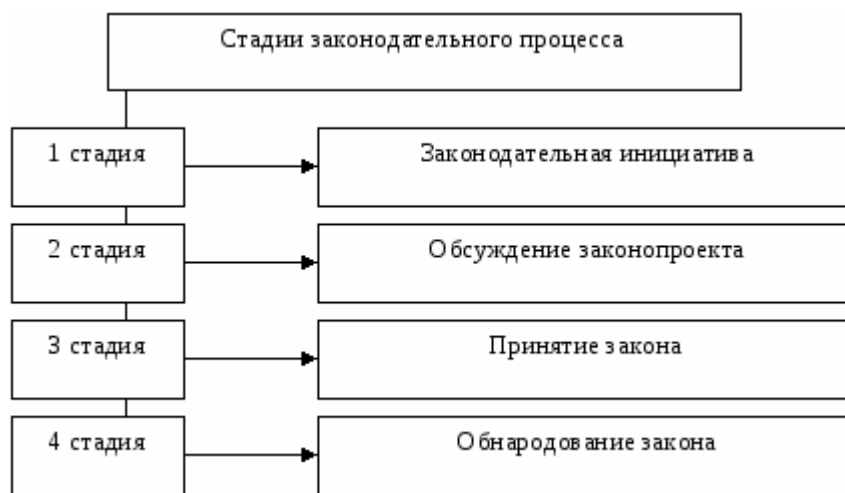 Стадии законодательного процесса
1 стадия
Законодательная инициатива
2 стадия
Обсуждение законопроекта
3 стадия
Принятие закона
4 стадия
Обнародование закона